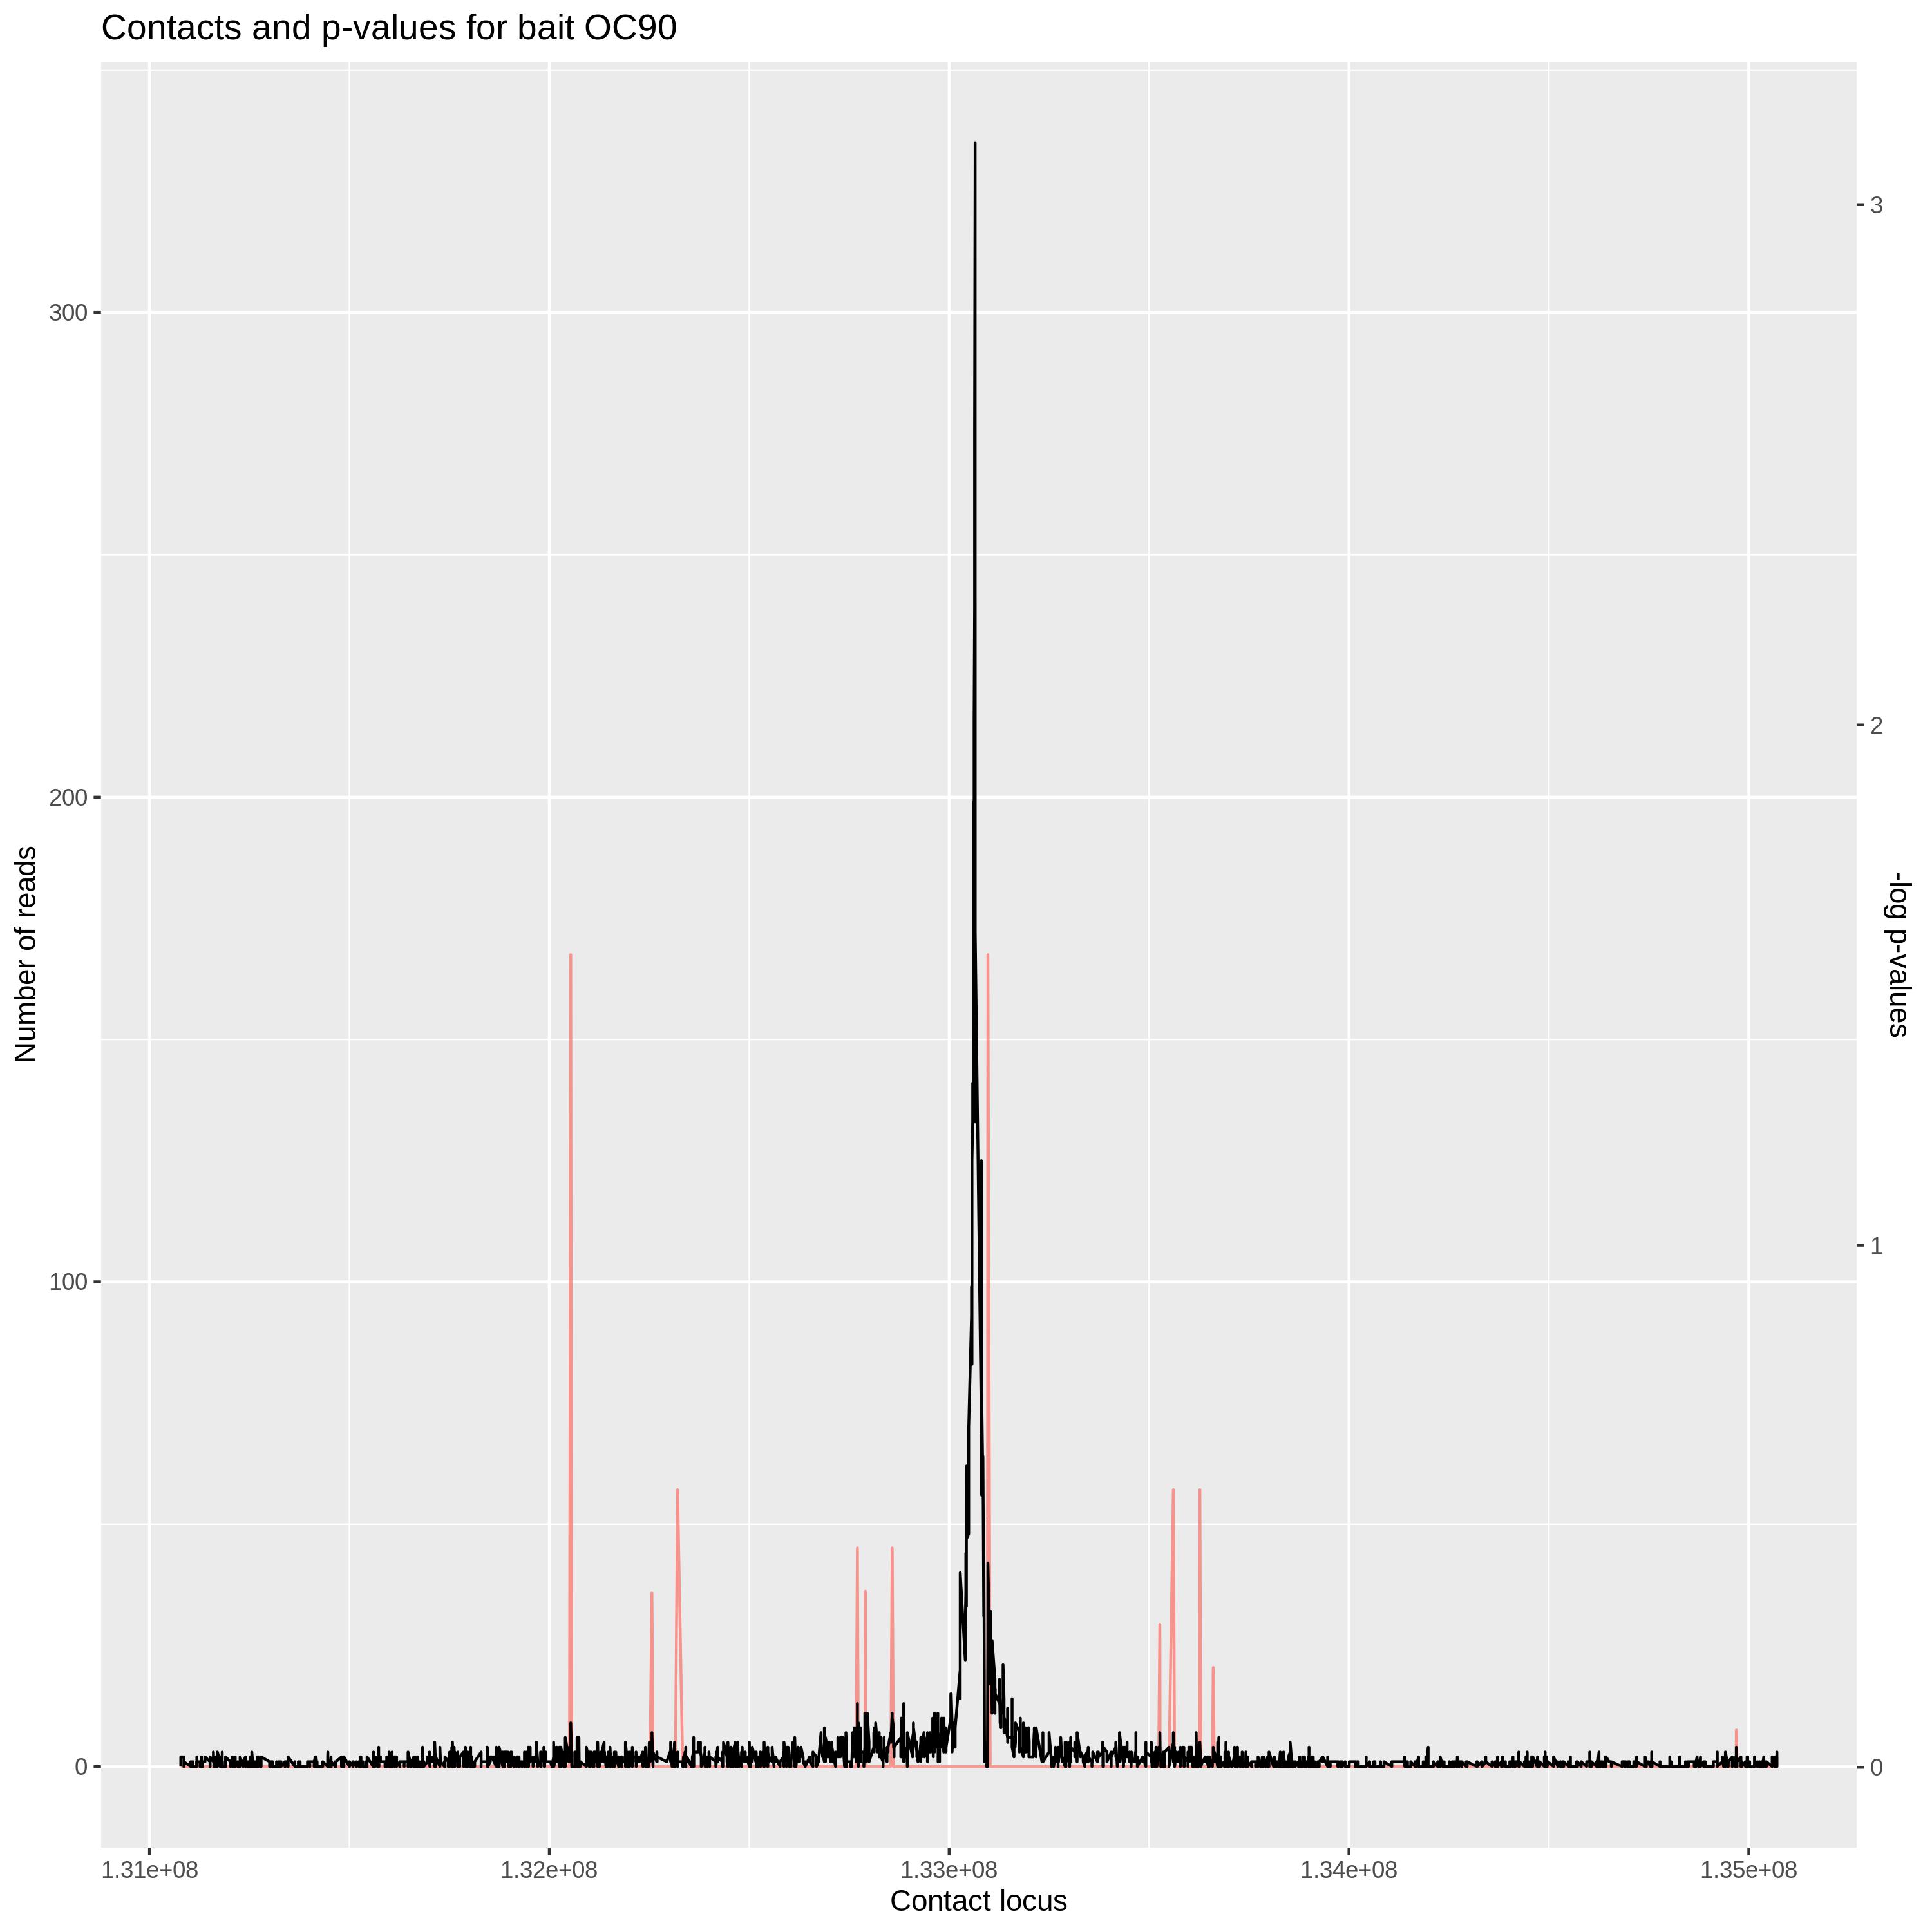 Contacts and p-values for bait OC90
Number of reads
300
200
100
0
3
2
1
0
-log p-values
1.31e+08
1.32e+08
1.33e+08
1.34e+08
1.35e+08
Contact locus